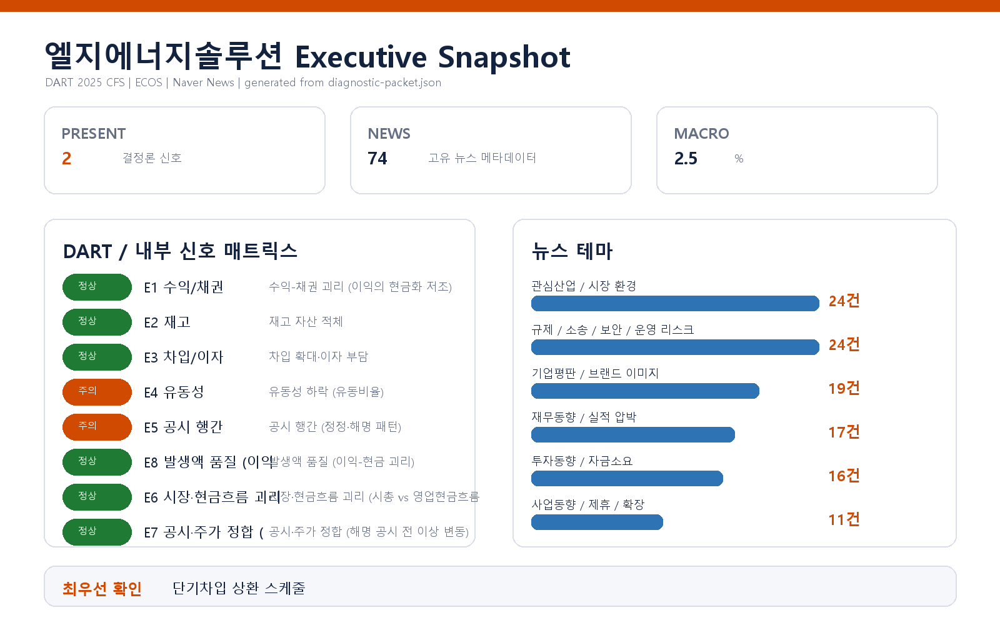 엘지에너지솔루션 Executive Snapshot
DART 2025 CFS | ECOS | Naver News | generated from diagnostic-packet.json
PRESENT
2 결정론 신호
NEWS
74 고유 뉴스 메타데이터
MACRO
2.5 %
DART / 내부 신호 매트릭스
정상 E1 수익/채권 수익-채권 괴리 (이익의 현금화 저조)
정상 E2 재고 재고 자산 적체
정상 E3 차입/이자 차입 확대·이자 부담
주의 E4 유동성 유동성 하락 (유동비율)
주의 E5 공시 행간 공시 행간 (정정·해명 패턴)
정상 E8 발생액 품질 (이익 발생액 품질 (이익-현금 괴리)
정상 E6 시장·현금흐름 괴리 시장·현금흐름 괴리 (시총 vs 영업현금흐름
정상 E7 공시·주가 정합 ( 공시·주가 정합 (해명 공시 전 이상 변동)
뉴스 테마
관심산업 / 시장 환경
24건
규제 / 소송 / 보안 / 운영 리스크
24건
기업평판 / 브랜드 이미지
19건
재무동향 / 실적 압박
17건
투자동향 / 자금소요
16건
사업동향 / 제휴 / 확장
11건
최우선 확인 단기차입 상환 스케줄